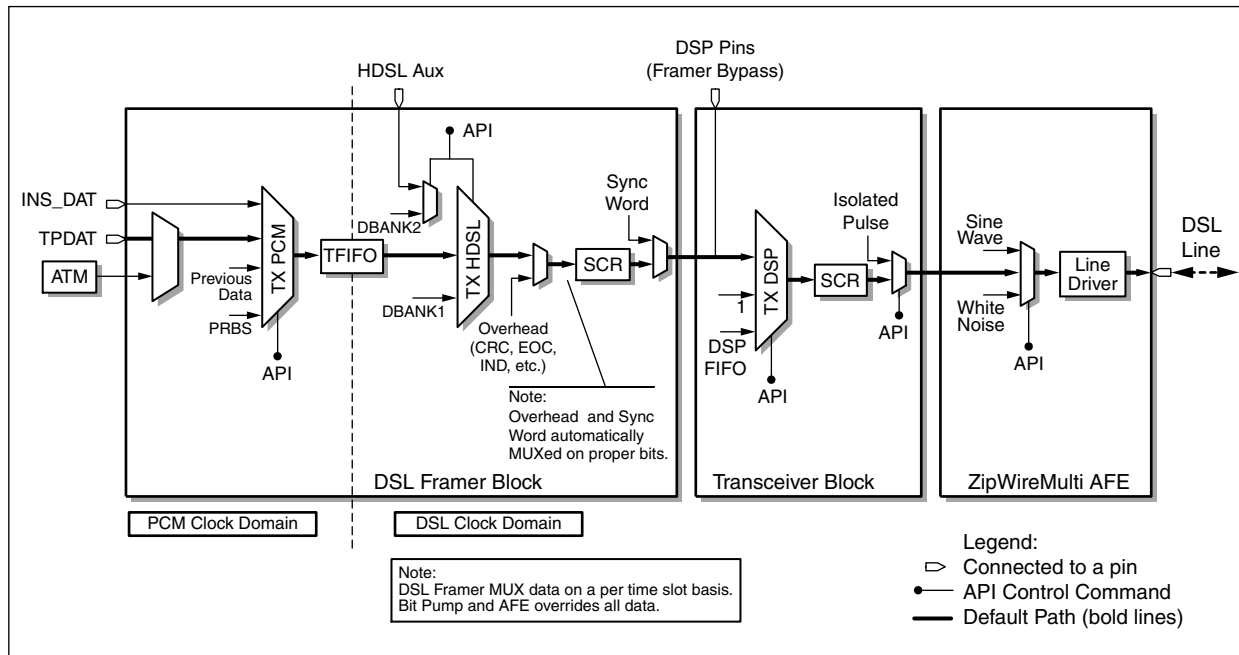 DSP Pins
(Framer Bypass)
HDSL Aux
API
INS_DAT
TPDAT
ATM
Previous
Data
PRBS
TX PCM
API
TFIFO
DBANK2
DBANK1
TX HDSL
Overhead
(CRC, EOC,
IND, etc.)
SCR
Sync
Word
Note:
Overhead and Sync
Word automatically
MUXed on proper bits.
DSL Framer Block
1
DSP
FIFO
TX DSP
API
SCR
Isolated
Pulse
API
Transceiver Block
Sine
Wave
White
Noise
API
Line
Driver
DSL
Line
ZipWireMulti AFE
PCM Clock Domain
DSL Clock Domain
Note:
DSL Framer MUX data on a per time slot basis.
Bit Pump and AFE overrides all data.
Legend:
Connected to a pin
API Control Command
Default Path (bold lines)